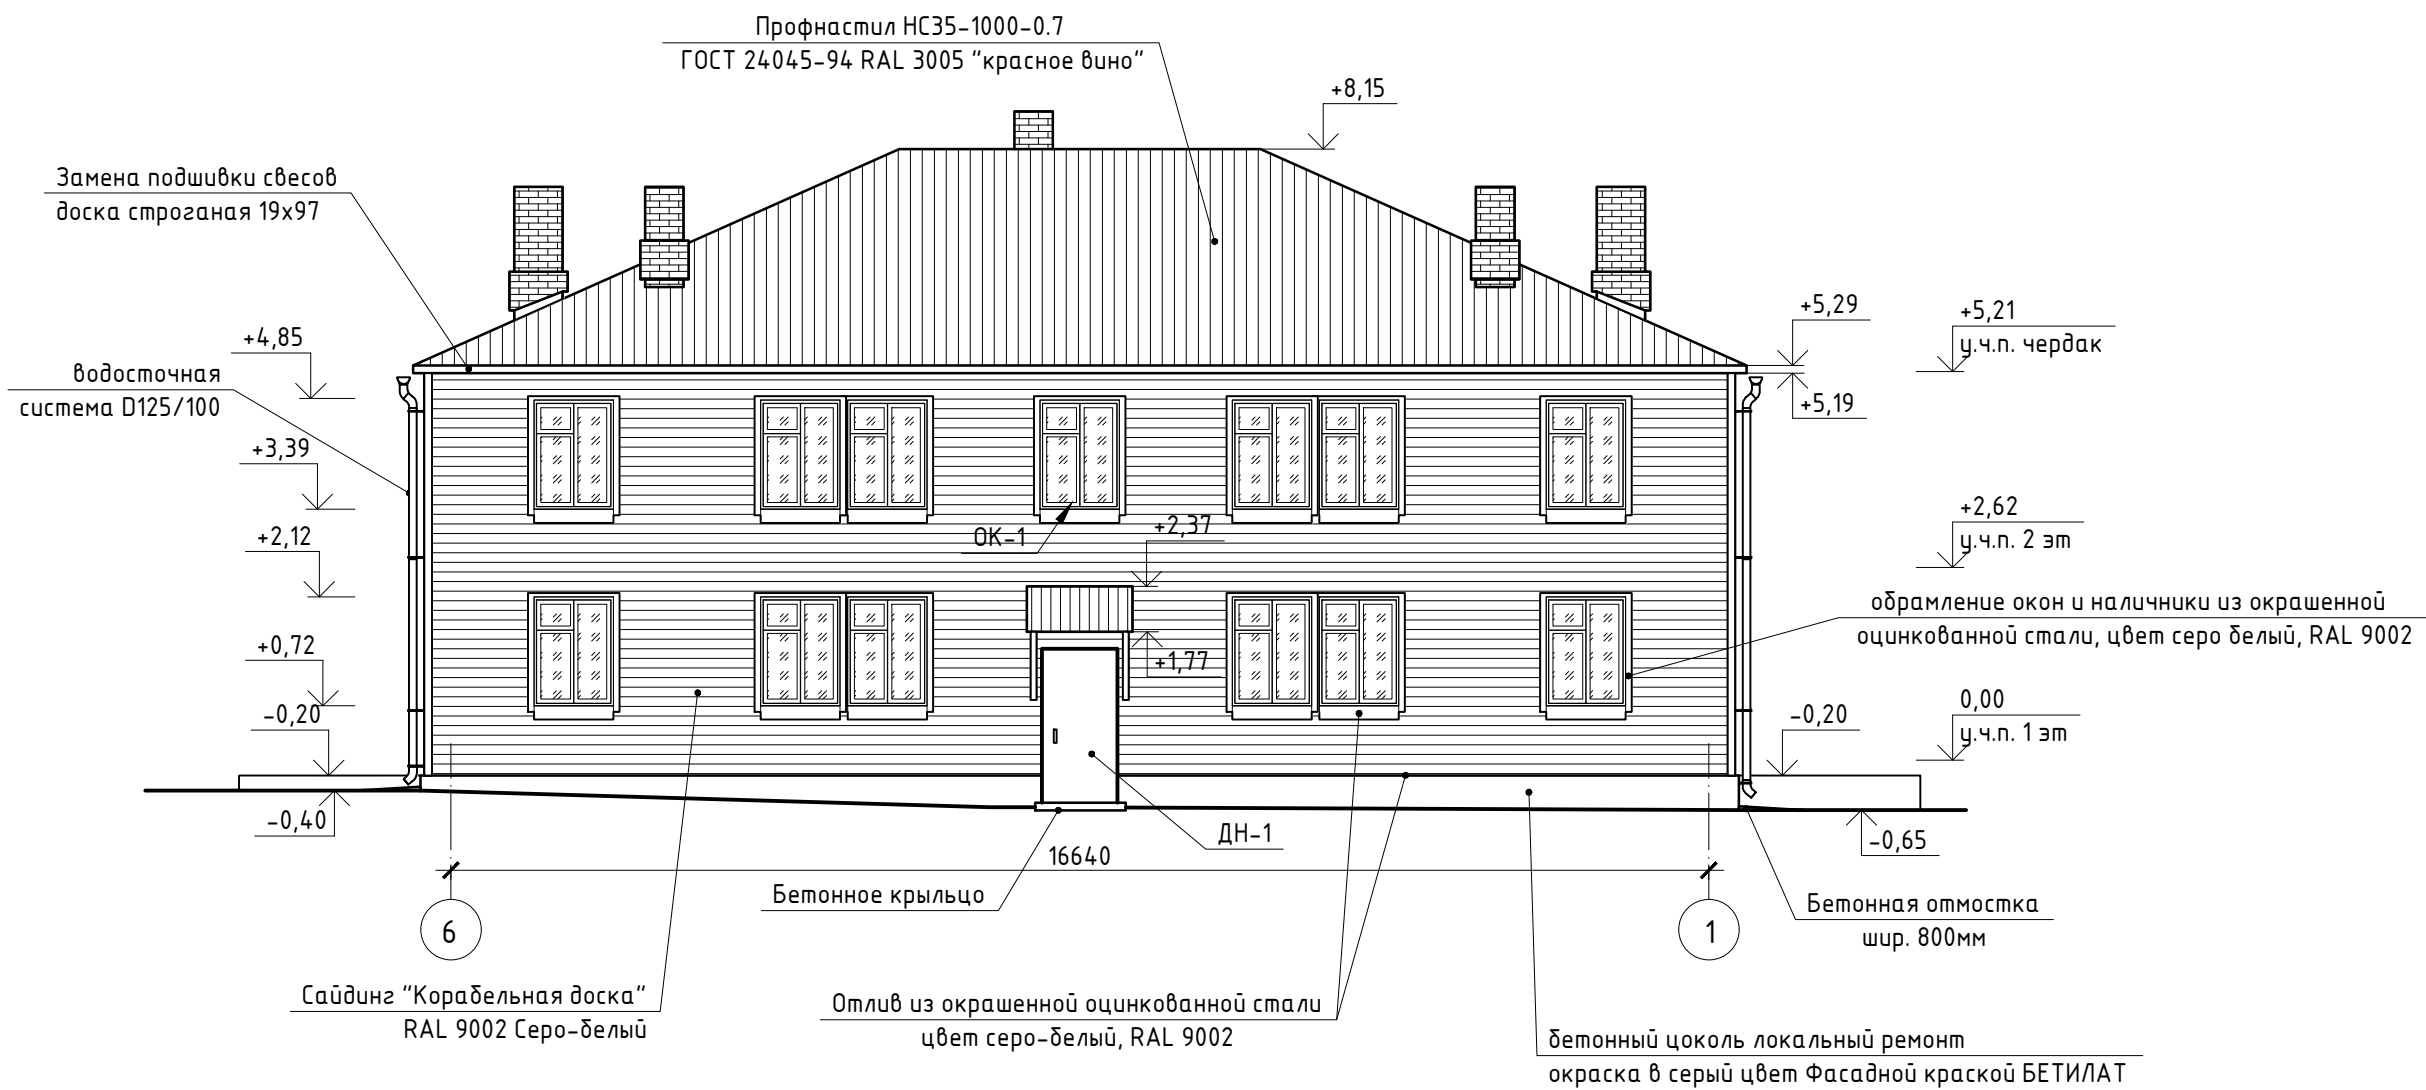 Профнастил НС35-1000-0.7
ГОСТ 24045-94 RAL 3005 "красное вино"
+8,15
Замена подшивки свесов
доска строганая 19х97
+4,85
водосточная
система D125/100
+3,39
+2,12
+0,72
-0,20
-0,40
+5,29
+5,19
+5,21
у.ч.п. чердак
ОК-1
+2,37
+1,77
+2,62
у.ч.п. 2 эт
обрамление окон и наличники из окрашенной
оцинкованной стали, цвет серо белый, RAL 9002
0,00
у.ч.п. 1 эт
-0,20
-0,65
ДН-1
16640
Бетонное крыльцо
6
1
Бетонная отмостка
шир. 800мм
Сайдинг "Корабельная доска"
RAL 9002 Серо-белый
Отлив из окрашенной оцинкованной стали
цвет серо-белый, RAL 9002
бетонный цоколь локальный ремонт
окраска в серый цвет Фасадной краской БЕТИЛАТ